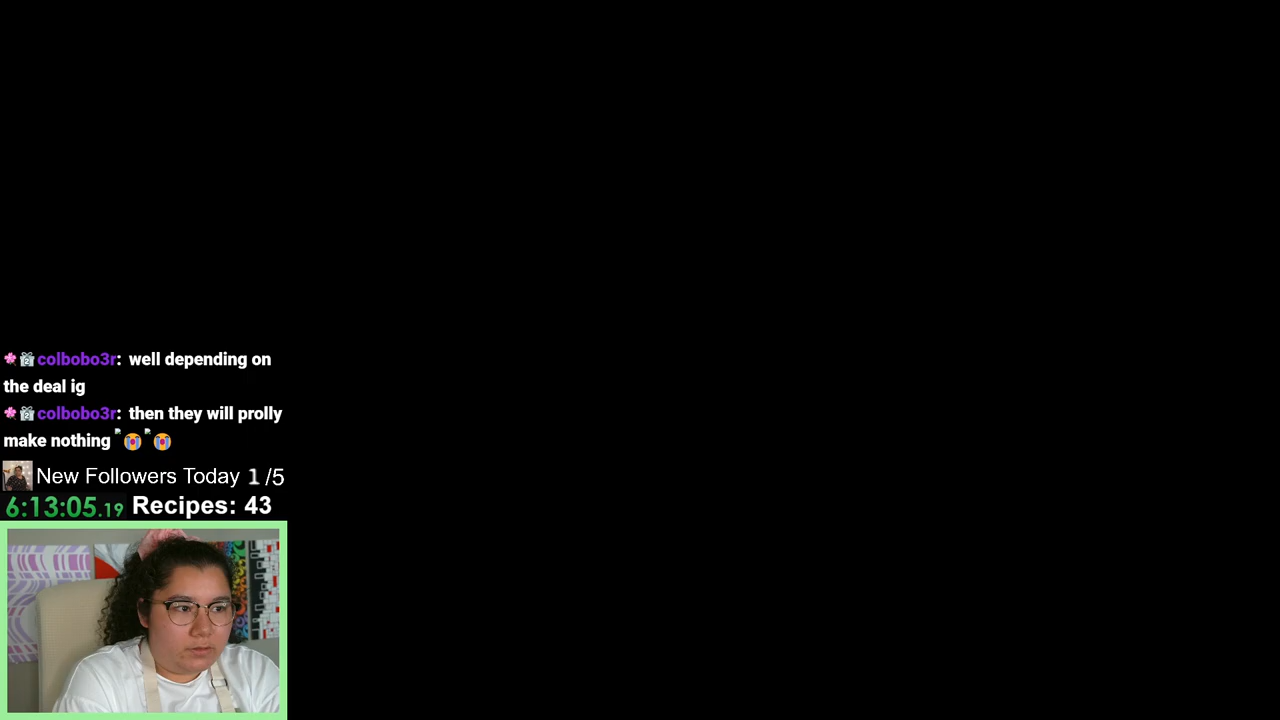 colbobo3r: well depending on
the deal ig
colbobo3r: then they will prolly
make nothing 😭 😭
New Followers Today 1 /5
6:13:05.19 Recipes: 43